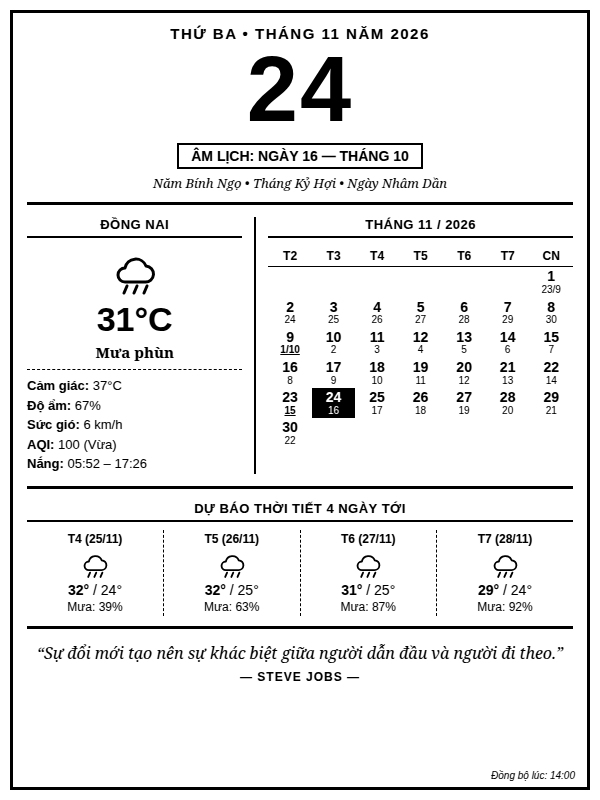 THỨ BA • THÁNG 11 NĂM 2026
24
ÂM LỊCH: NGÀY 16 — THÁNG 10
Năm Bính Ngọ • Tháng Kỷ Hợi • Ngày Nhâm Dần
ĐỒNG NAI
31°C
Mưa phùn
Cảm giác: 37°C
Độ ẩm: 67%
Sức gió: 6 km/h
AQI: 100 (Vừa)
Nắng: 05:52 – 17:26
THÁNG 11 / 2026
T2 T3 T4 T5 T6 T7 CN
1
23/9
2 3 4 5 6 7 8
24 25 26 27 28 29 30
9 10 11 12 13 14 15
1/10 2 3 4 5 6 7
16 17 18 19 20 21 22
8 9 10 11 12 13 14
23 24 25 26 27 28 29
15 16 17 18 19 20 21
30
22
DỰ BÁO THỜI TIẾT 4 NGÀY TỚI
T4 (25/11) T5 (26/11) T6 (27/11) T7 (28/11)
32° / 24° 32° / 25° 31° / 25° 29° / 24°
Mưa: 39% Mưa: 63% Mưa: 87% Mưa: 92%
“Sự đổi mới tạo nên sự khác biệt giữa người dẫn đầu và người đi theo.”
— STEVE JOBS —
Đồng bộ lúc: 14:00